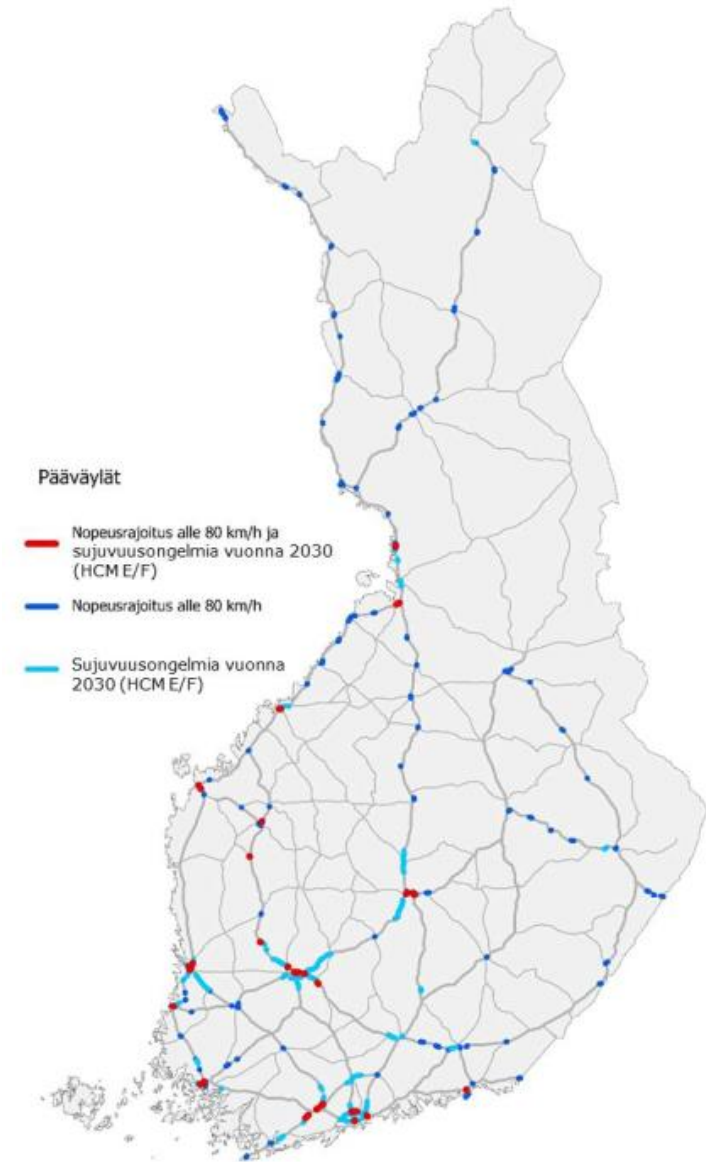 Pääväylät
Nopeusrajoitus alle 80 km/h ja
sujuvuusongelmia vuonna 2030
(HCM E/F)
Nopeusrajoitus alle 80 km/h
Sujuvuusongelmia vuonna
2030 (HCM E/F)